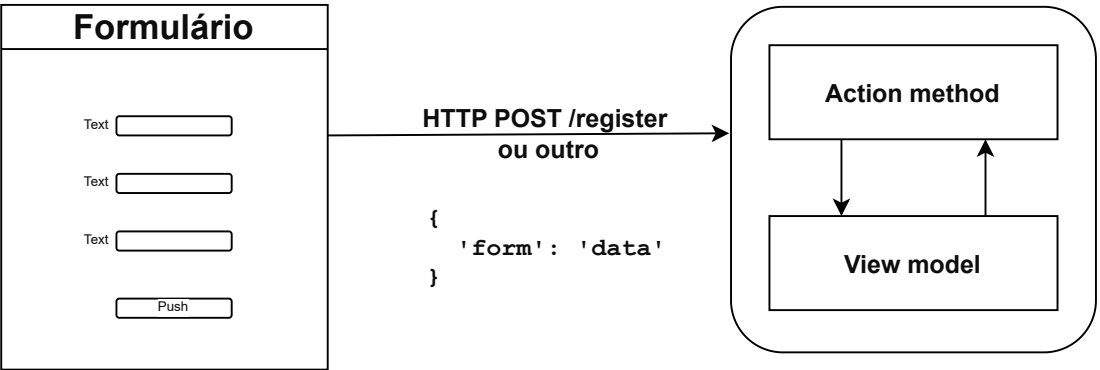 Formulário
Text
Text
Text
Push
HTTP POST /register
ou outro
{
'form': 'data'
}
Action method
View model